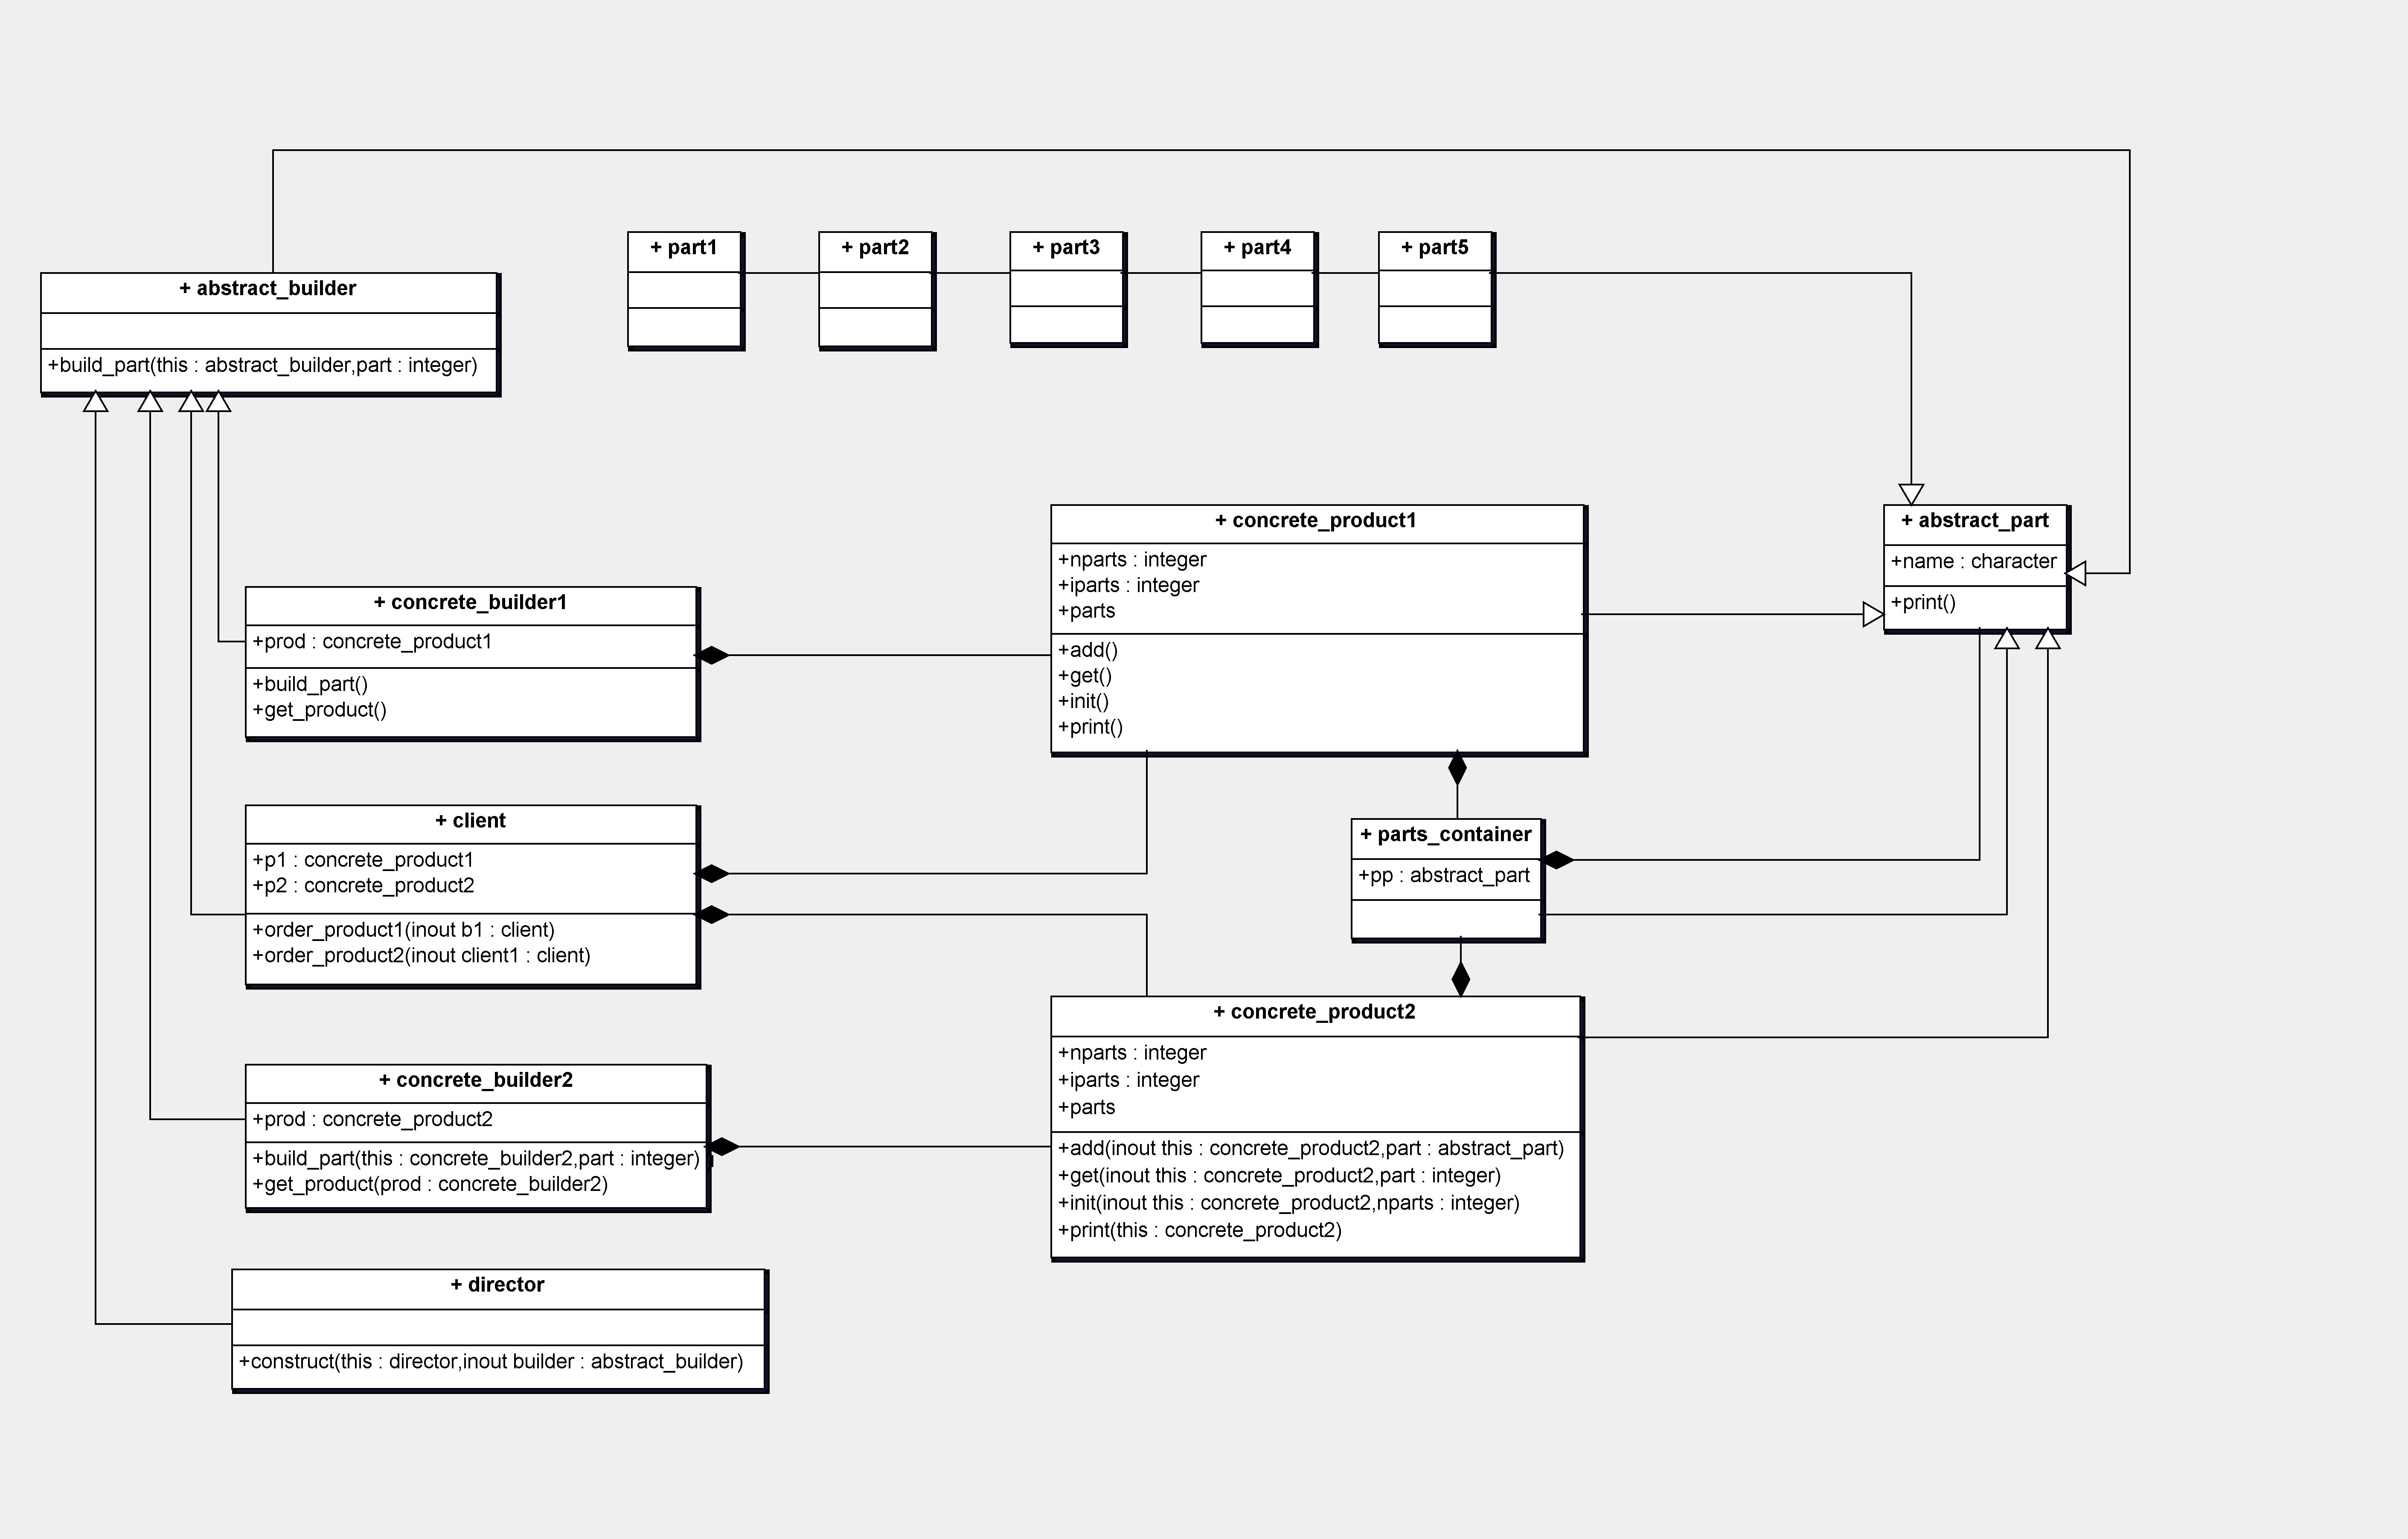 + part1
+ part2
+ part3
+ part4
+ part5
+ abstract_builder
+build_part(this : abstract_builder,part : integer)
+ concrete_product1
+nparts : integer
+iparts : integer
+parts
+add()
+get()
+init()
+print()
+ abstract_part
+name : character
+print()
+ concrete_builder1
+prod : concrete_product1
+build_part()
+get_product()
+ client
+p1 : concrete_product1
+p2 : concrete_product2
+order_product1(inout b1 : client)
+order_product2(inout client1 : client)
+ parts_container
+pp : abstract_part
+ concrete_product2
+nparts : integer
+iparts : integer
+parts
+add(inout this : concrete_product2,part : abstract_part)
+get(inout this : concrete_product2,part : integer)
+init(inout this : concrete_product2,nparts : integer)
+print(this : concrete_product2)
+ concrete_builder2
+prod : concrete_product2
+build_part(this : concrete_builder2,part : integer)
+get_product(prod : concrete_builder2)
+ director
+construct(this : director,inout builder : abstract_builder)